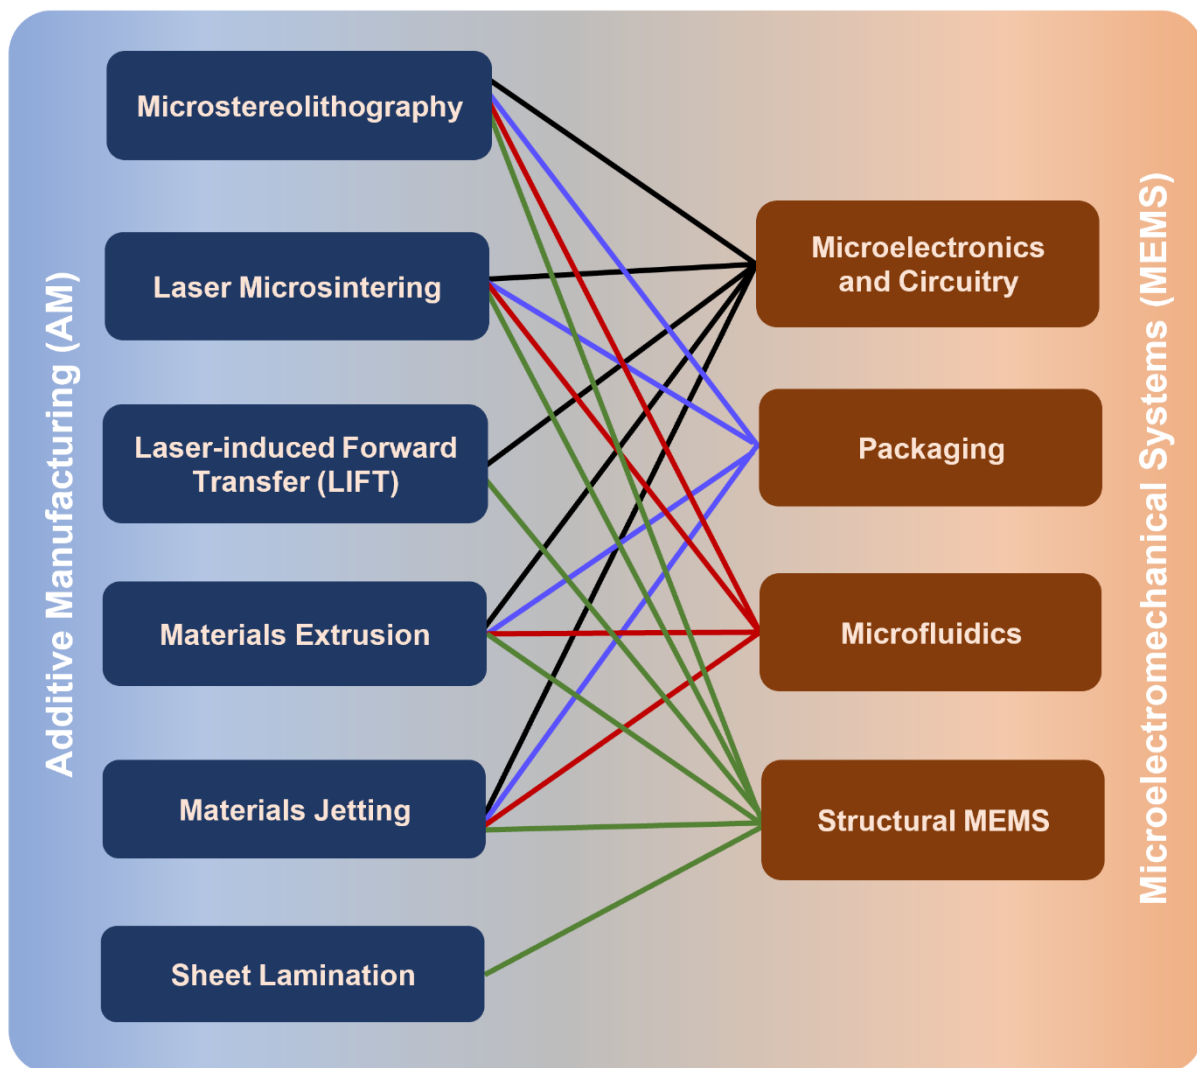 Additive Manufacturing (AM)
Microstereolithography
Laser Microsintering
Laser-induced Forward
Transfer (LIFT)
Materials Extrusion
Materials Jetting
Sheet Lamination
Microelectronics
and Circuitry
Packaging
Microfluidics
Structural MEMS
Microelectromechanical Systems (MEMS)